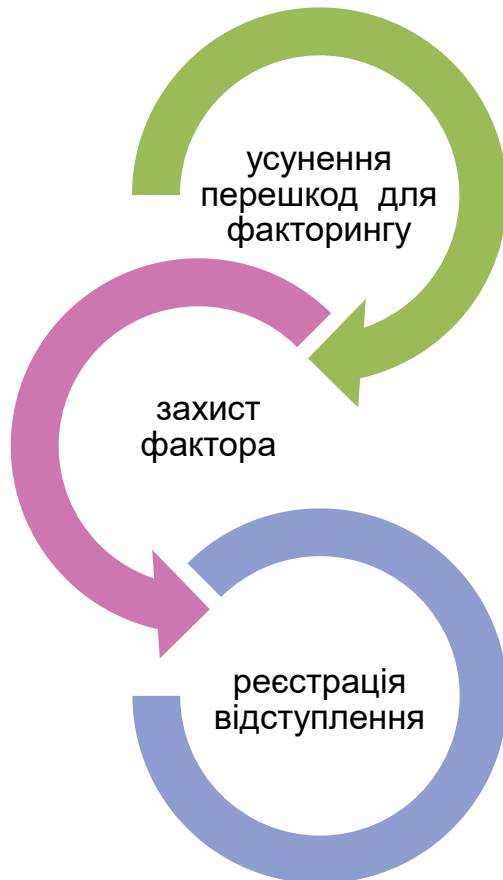 усунення
перешкод для
факторингу
захист
фактора
реєстрація
відступлення